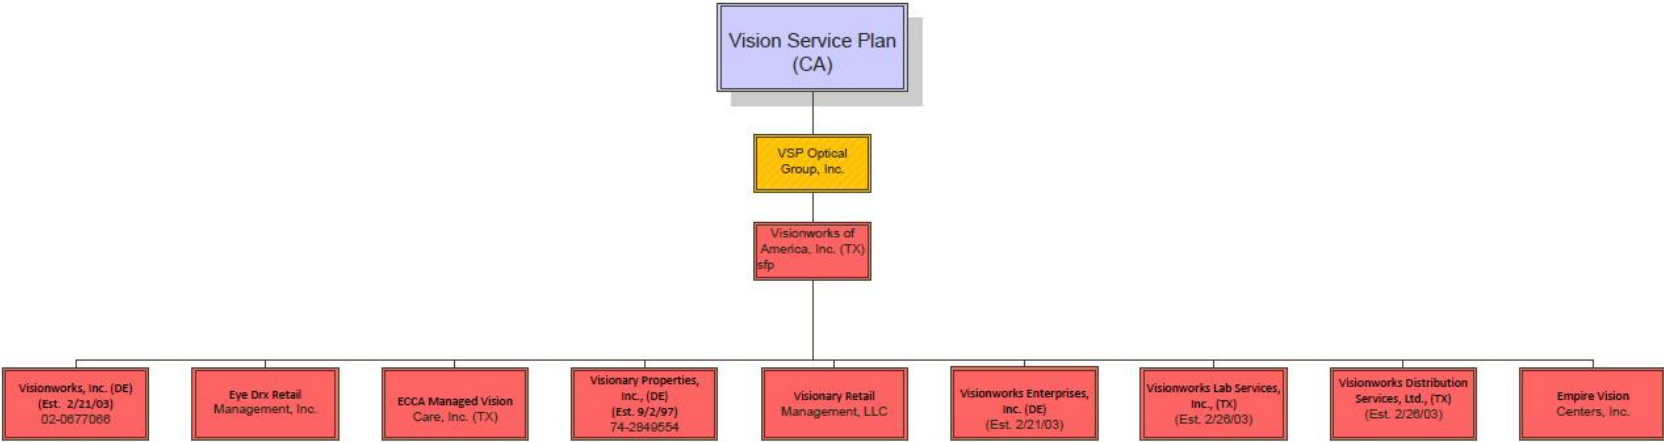 Vision Service Plan
(CA)
VSP Optical
Group, Inc.
Visionworks of
America, Inc. (TX)
sfp
Visionworks, Inc. (DE)
(Est. 2/21/03)
02-0677066
Eye Drx Retail
Management, Inc.
ECCA Managed Vision
Care, Inc. (TX)
Visionary Properties,
Inc., (DE)
(Est. 9/2/97)
74-2849554
Visionary Retail
Management, LLC
Visionworks Enterprises,
Inc. (DE)
(Est. 2/21/03)
Visionworks Lab Services,
Inc., (TX)
(Est. 2/26/03)
Visionworks Distribution
Services, Ltd., (TX)
(Est. 2/26/03)
Empire Vision
Centers, Inc.